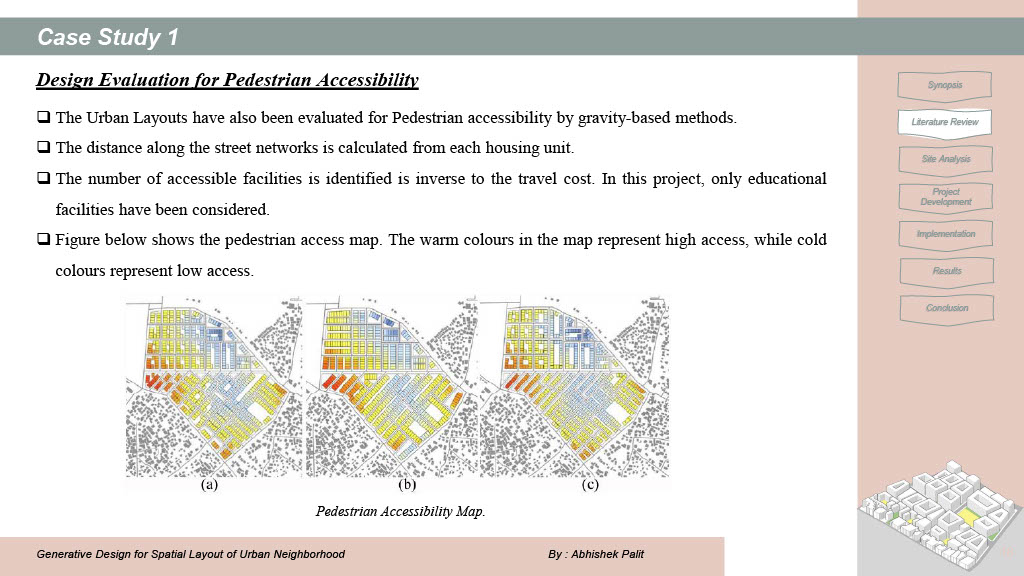 Case Study 1
Design Evaluation for Pedestrian Accessibility
❑ The Urban Layouts have also been evaluated for Pedestrian accessibility by gravity-based methods.
❑ The distance along the street networks is calculated from each housing unit.
❑ The number of accessible facilities is identified is inverse to the travel cost. In this project, only educational
facilities have been considered.
❑ Figure below shows the pedestrian access map. The warm colours in the map represent high access, while cold
colours represent low access.
(a) (b) (c)
Pedestrian Accessibility Map.
Synopsis
Literature Review
Site Analysis
Project
Development
Implementation
Results
Conclusion
Generative Design for Spatial Layout of Urban Neighborhood
By : Abhishek Palit